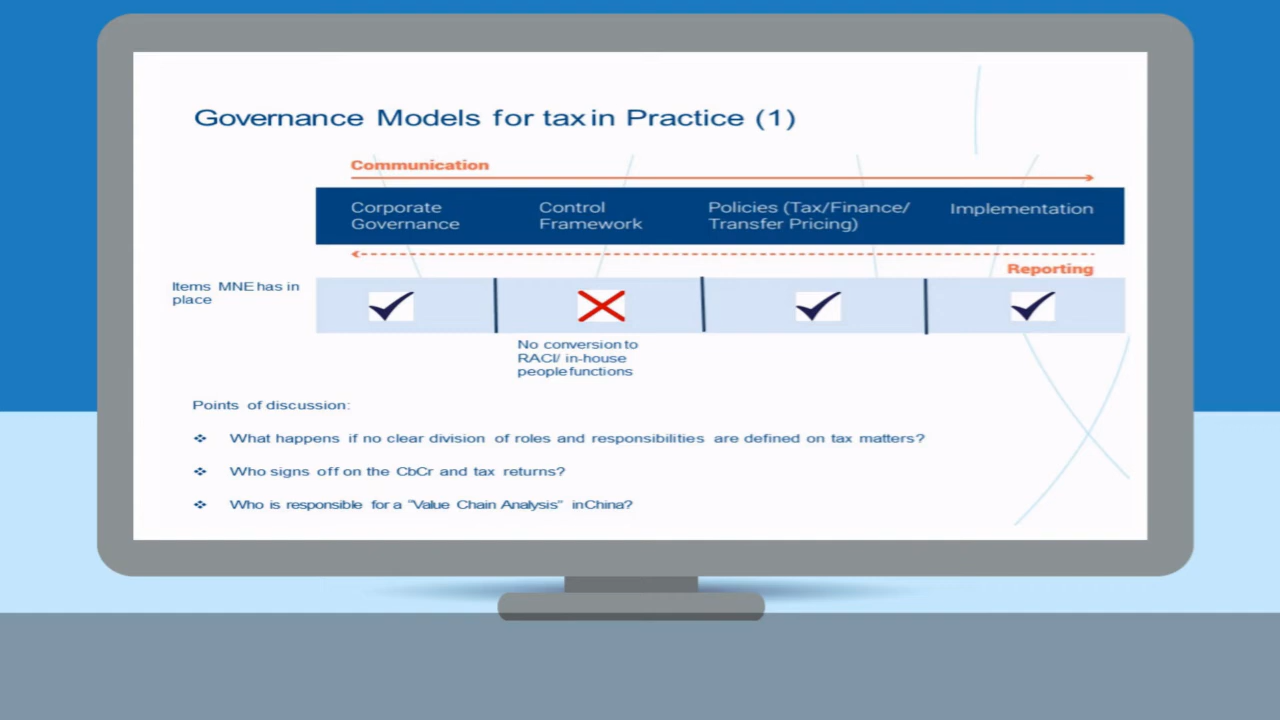 Governance Models for tax in Practice (1)
Communication
Corporate
Governance
Control
Framework
Policies (Tax/Finance/
Transfer Pricing)
Implementation
Reporting
Items MNE has in
place
No conversion to
RACI/ in-house
people functions
Points of discussion:
What happens if no clear division of roles and responsibilities are defined on tax matters?
Who signs off on the CbCr and tax returns?
Who is responsible for a "Value Chain Analysis" in China?